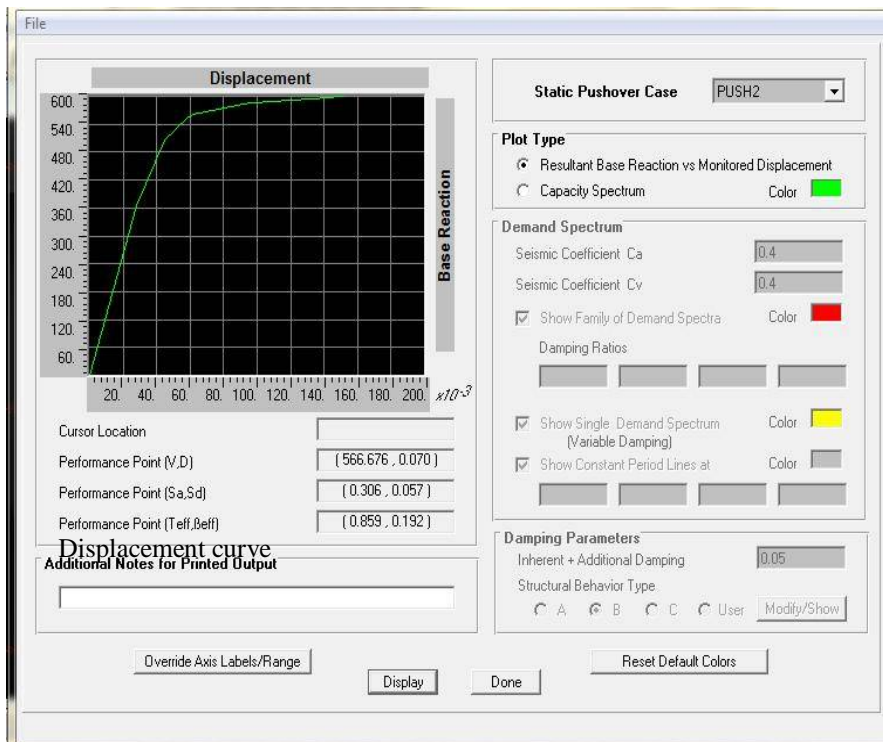 File
Displacement
600.
540.
480.
420.
360.
300.
240.
180.
120.
60.
Base Reaction
20. 40. 60. 80. 100. 120. 140. 160. 180. 200. x10-3
Cursor Location
Performance Point (V,D) ( 566.676 , 0.070 )
Performance Point (Sa,Sd) ( 0.306 , 0.057 )
Performance Point (Teff,βeff) ( 0.859 , 0.192 )
Displacement curve
Additional Notes for Printed Output
Override Axis Labels/Range
Static Pushover Case PUSH2
Plot Type
Resultant Base Reaction vs Monitored Displacement
Capacity Spectrum Color
Demand Spectrum
Seismic Coefficient Ca 0.4
Seismic Coefficient Cv 0.4
Show Family of Demand Spectra Color
Damping Ratios
Show Single Demand Spectrum Color
(Variable Damping)
Show Constant Period Lines at Color
Damping Parameters
Inherent + Additional Damping 0.05
Structural Behavior Type
A B C User Modify/Show
Reset Default Colors
Display Done